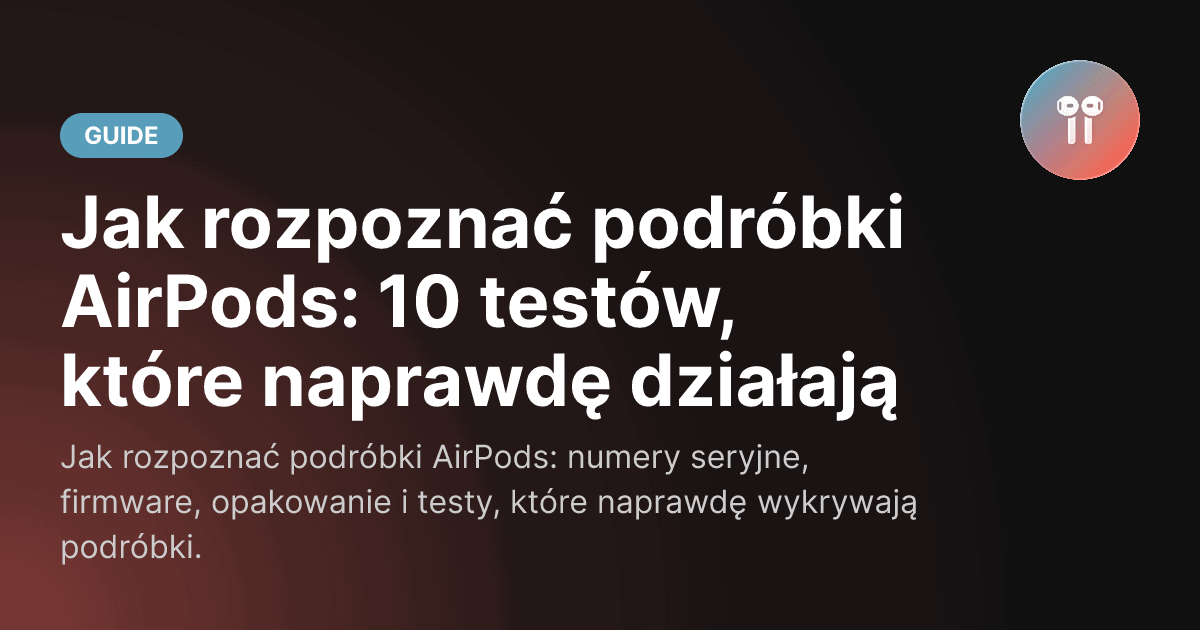 GUIDE
Jak rozpoznać podróbki
AirPods: 10 testów,
które naprawdę działają
Jak rozpoznać podróbki AirPods: numery seryjne,
firmware, opakowanie i testy, które naprawdę wykrywają
podróbki.